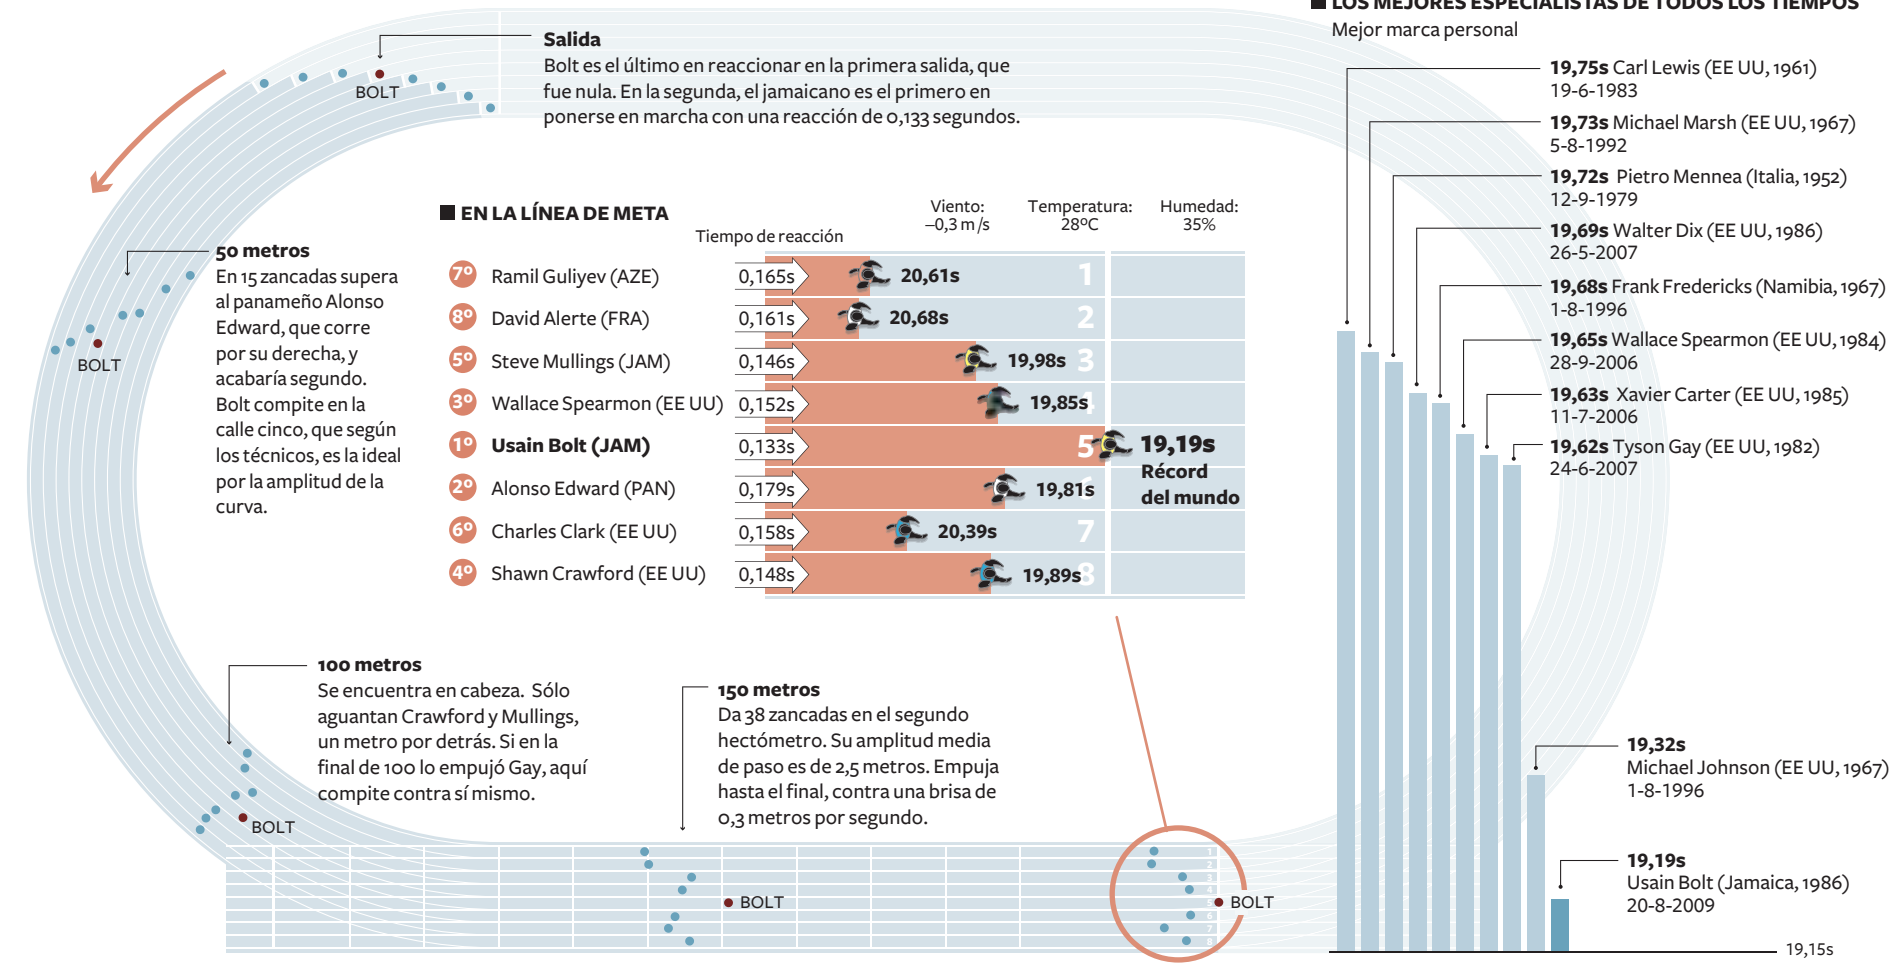 LOS MEJORES ESPECIALISTAS DE TODOS LOS TIEMPOS
Mejor marca personal
Salida
Bolt es el último en reaccionar en la primera salida, que
fue nula. En la segunda, el jamaicano es el primero en
ponerse en marcha con una reacción de 0,133 segundos.
BOLT
50 metros
En 15 zancadas supera
al panameño Alonso
Edward, que corre
por su derecha, y
acabaría segundo.
Bolt compite en la
calle cinco, que según
los técnicos, es la ideal
por la amplitud de la
curva.
BOLT
EN LA LÍNEA DE META
Tiempo de reacción
Viento:
–0,3 m/s
Temperatura:
28ºC
Humedad:
35%
7º Ramil Guliyev (AZE) 0,165s 20,61s 1
8º David Alerte (FRA) 0,161s 20,68s 2
5º Steve Mullings (JAM) 0,146s 19,98s 3
3º Wallace Spearmon (EE UU) 0,152s 19,85s 4
1º Usain Bolt (JAM) 0,133s 5 19,19s
Récord
del mundo
2º Alonso Edward (PAN) 0,179s 19,81s 6
6º Charles Clark (EE UU) 0,158s 20,39s 7
4º Shawn Crawford (EE UU) 0,148s 19,89s 8
100 metros
Se encuentra en cabeza. Sólo
aguantan Crawford y Mullings,
un metro por detrás. Si en la
final de 100 lo empujó Gay, aquí
compite contra sí mismo.
BOLT
150 metros
Da 38 zancadas en el segundo
hectómetro. Su amplitud media
de paso es de 2,5 metros. Empuja
hasta el final, contra una brisa de
0,3 metros por segundo.
BOLT
1
2
3
4
5
6
7
8
BOLT
19,75s Carl Lewis (EE UU, 1961)
19-6-1983
19,73s Michael Marsh (EE UU, 1967)
5-8-1992
19,72s Pietro Mennea (Italia, 1952)
12-9-1979
19,69s Walter Dix (EE UU, 1986)
26-5-2007
19,68s Frank Fredericks (Namibia, 1967)
1-8-1996
19,65s Wallace Spearmon (EE UU, 1984)
28-9-2006
19,63s Xavier Carter (EE UU, 1985)
11-7-2006
19,62s Tyson Gay (EE UU, 1982)
24-6-2007
19,32s
Michael Johnson (EE UU, 1967)
1-8-1996
19,19s
Usain Bolt (Jamaica, 1986)
20-8-2009
19,15s